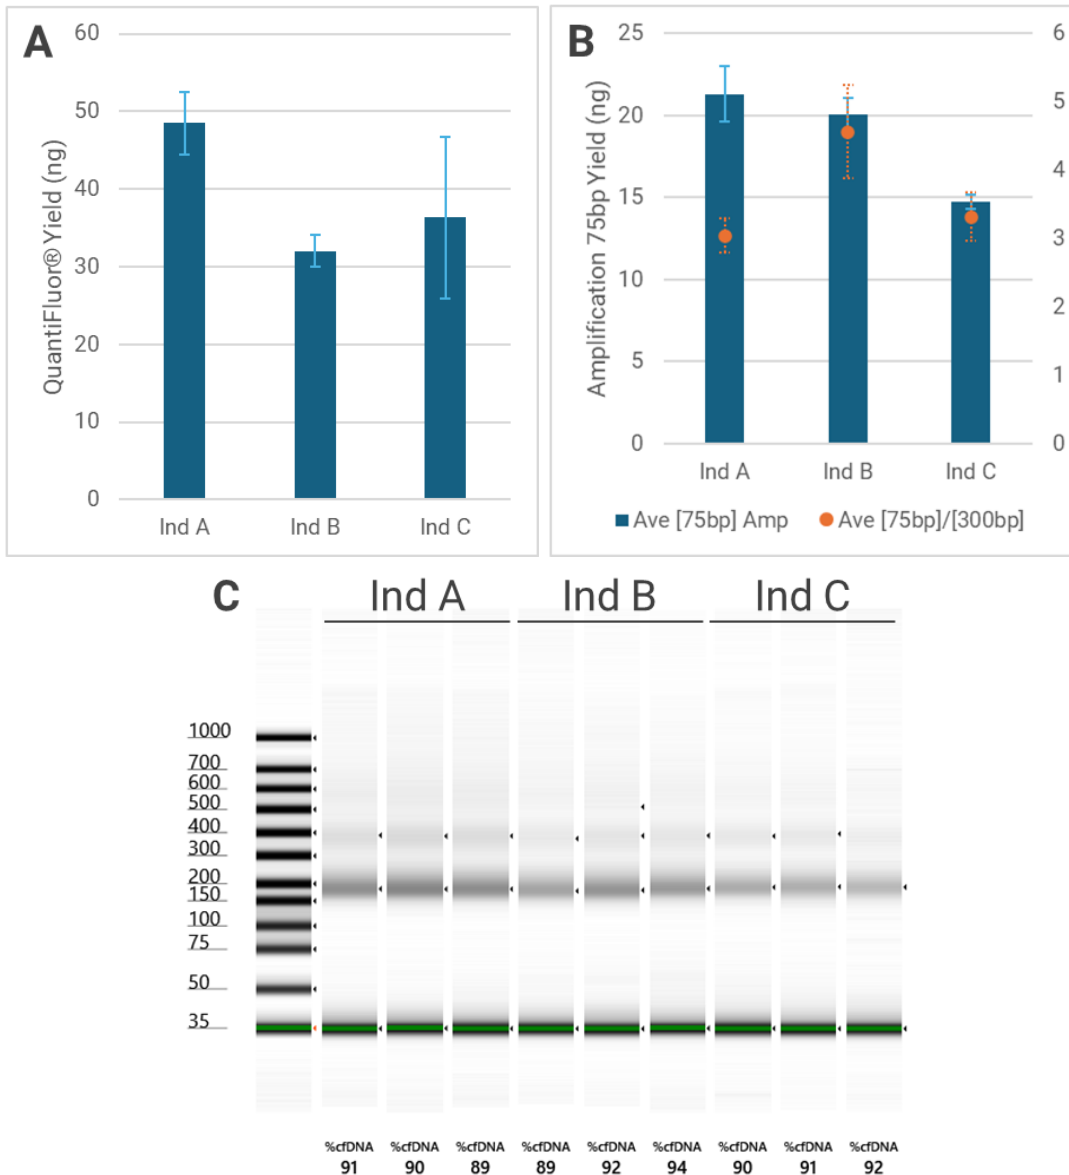 A
QuantiFluor® Yield (ng)
60
50
40
30
20
10
0
Ind A Ind B Ind C
B
Amplification 75bp Yield (ng)
25
20
15
10
5
0
6
5
4
3
2
1
0
Ind A Ind B Ind C
Ave [75bp] Amp Ave [75bp]/[300bp]
C
Ind A Ind B Ind C
1000
700
600
500
400
300
200
150
100
75
50
35
%cfDNA %cfDNA %cfDNA %cfDNA %cfDNA %cfDNA %cfDNA %cfDNA %cfDNA
91 90 89 89 92 94 90 91 92